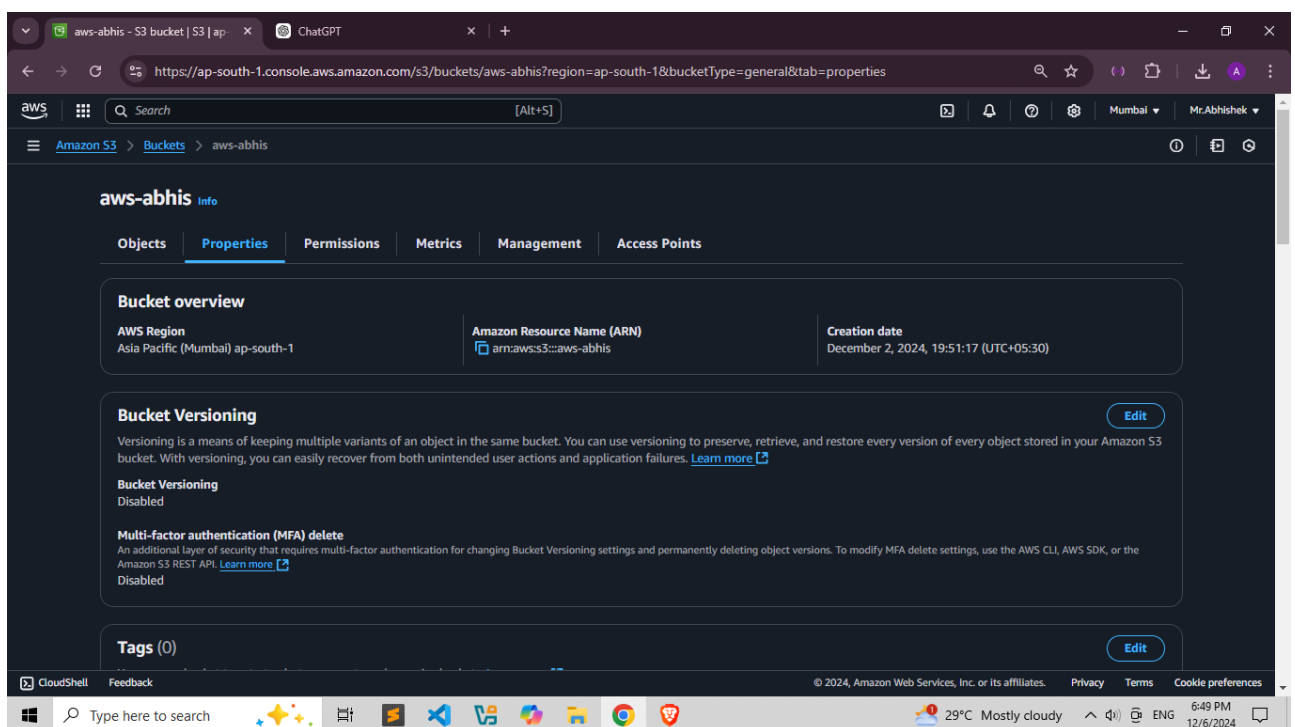 aws-abhis - S3 bucket | S3 | ap-
ChatGPT
https://ap-south-1.console.aws.amazon.com/s3/buckets/aws-abhis?region=ap-south-1&bucketType=general&tab=properties
A
aws
Search
[Alt+S]
Mumbai
Mr.Abhishek
Amazon S3 > Buckets > aws-abhis
aws-abhis Info
Objects Properties Permissions Metrics Management Access Points
Bucket overview
AWS Region
Asia Pacific (Mumbai) ap-south-1
Amazon Resource Name (ARN)
arn:aws:s3:::aws-abhis
Creation date
December 2, 2024, 19:51:17 (UTC+05:30)
Bucket Versioning
Edit
Versioning is a means of keeping multiple variants of an object in the same bucket. You can use versioning to preserve, retrieve, and restore every version of every object stored in your Amazon S3
bucket. With versioning, you can easily recover from both unintended user actions and application failures. Learn more
Bucket Versioning
Disabled
Multi-factor authentication (MFA) delete
An additional layer of security that requires multi-factor authentication for changing Bucket Versioning settings and permanently deleting object versions. To modify MFA delete settings, use the AWS CLI, AWS SDK, or the
Amazon S3 REST API. Learn more
Disabled
Tags (0)
Edit
CloudShell Feedback
© 2024, Amazon Web Services, Inc. or its affiliates. Privacy Terms Cookie preferences
Type here to search
29°C Mostly cloudy
ENG
6:49 PM
12/6/2024